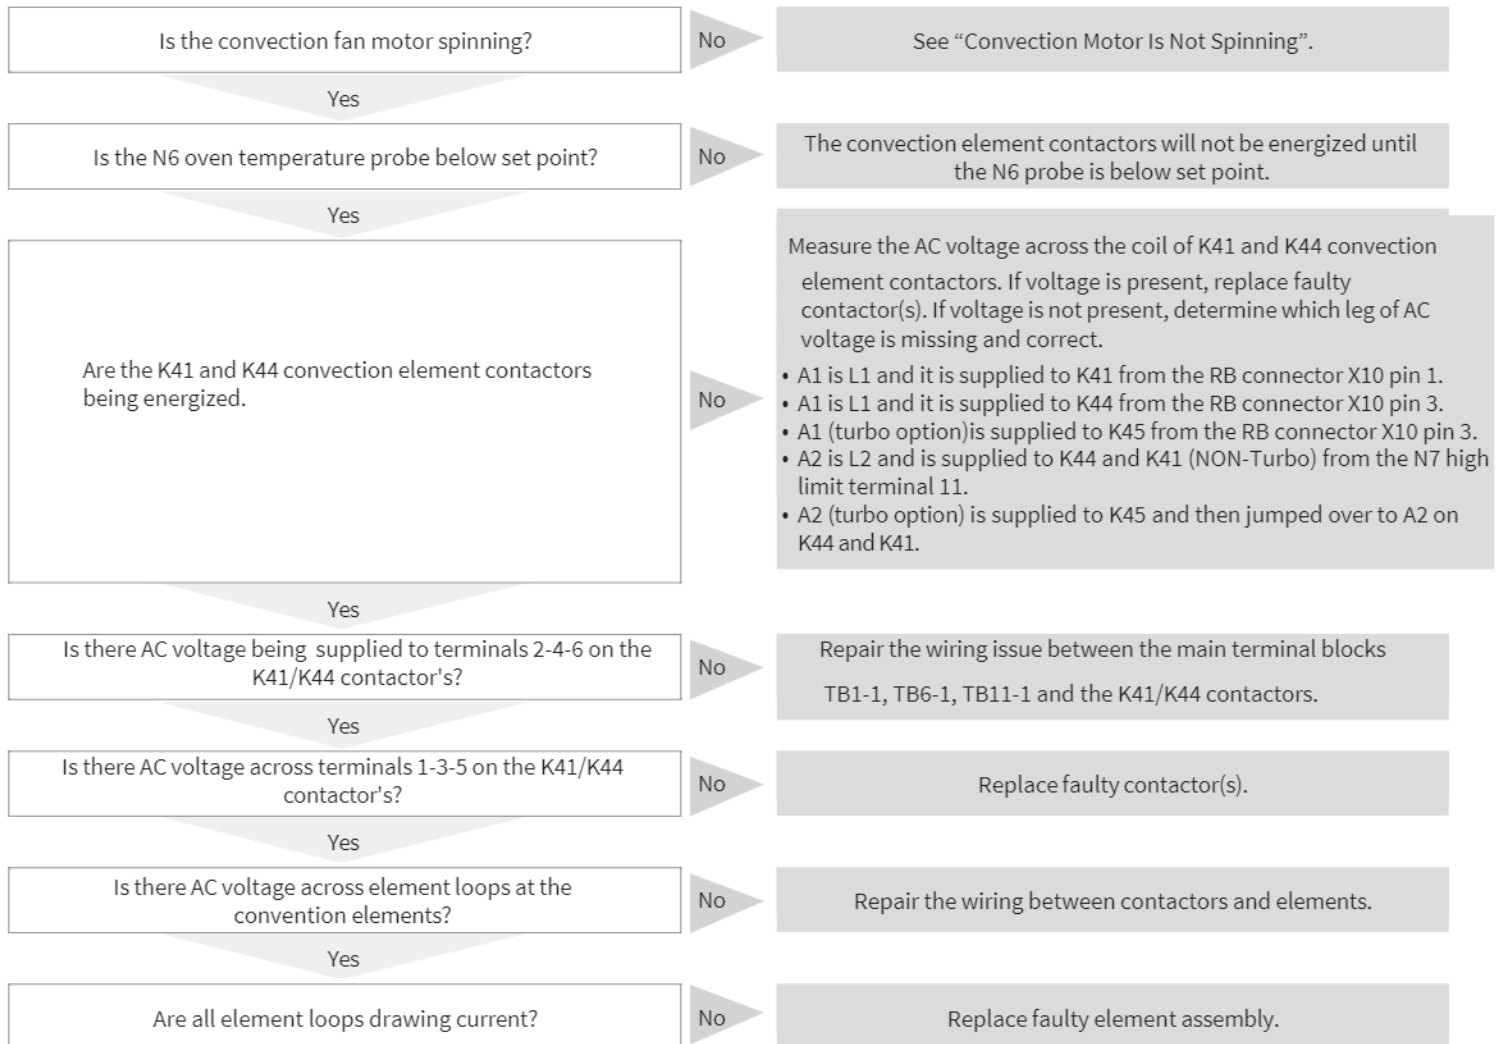 Is the convection fan motor spinning?
No
See “Convection Motor Is Not Spinning”.
Yes
Is the N6 oven temperature probe below set point?
No
The convection element contactors will not be energized until
the N6 probe is below set point.
Yes
Are the K41 and K44 convection element contactors
being energized.
No
Measure the AC voltage across the coil of K41 and K44 convection
element contactors. If voltage is present, replace faulty
contactor(s). If voltage is not present, determine which leg of AC
voltage is missing and correct.
• A1 is L1 and it is supplied to K41 from the RB connector X10 pin 1.
• A1 is L1 and it is supplied to K44 from the RB connector X10 pin 3.
• A1 (turbo option)is supplied to K45 from the RB connector X10 pin 3.
• A2 is L2 and is supplied to K44 and K41 (NON-Turbo) from the N7 high
limit terminal 11.
• A2 (turbo option) is supplied to K45 and then jumped over to A2 on
K44 and K41.
Yes
Is there AC voltage being supplied to terminals 2-4-6 on the
K41/K44 contactor's?
No
Repair the wiring issue between the main terminal blocks
TB1-1, TB6-1, TB11-1 and the K41/K44 contactors.
Yes
Is there AC voltage across terminals 1-3-5 on the K41/K44
contactor's?
No
Replace faulty contactor(s).
Yes
Is there AC voltage across element loops at the
convention elements?
No
Repair the wiring between contactors and elements.
Yes
Are all element loops drawing current?
No
Replace faulty element assembly.